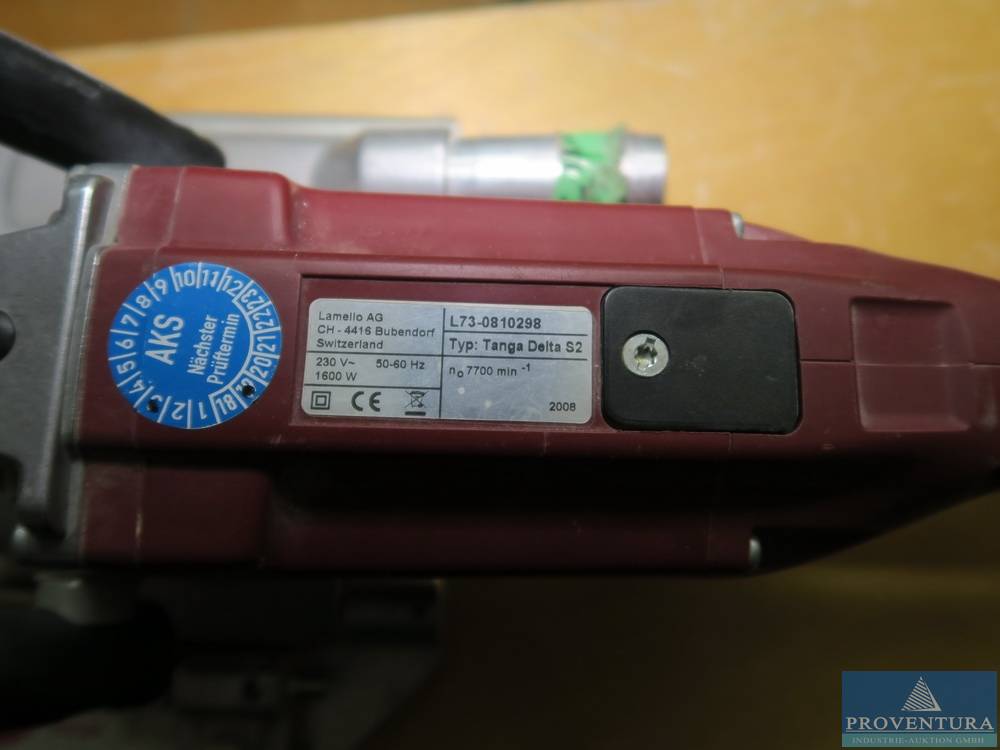 AKS
Nächster
Prüftermin
1 2 3 4 5 6 7 8 9 10 11 12
18 19 20 21 22 23
Lamello AG
CH - 4416 Bubendorf
Switzerland
230 V~ 50-60 Hz
1600 W
CE
L73-0810298
Typ: Tanga Delta S2
n₀ 7700 min⁻¹
2008
PROVENTURA
INDUSTRIE-AUKTION GMBH